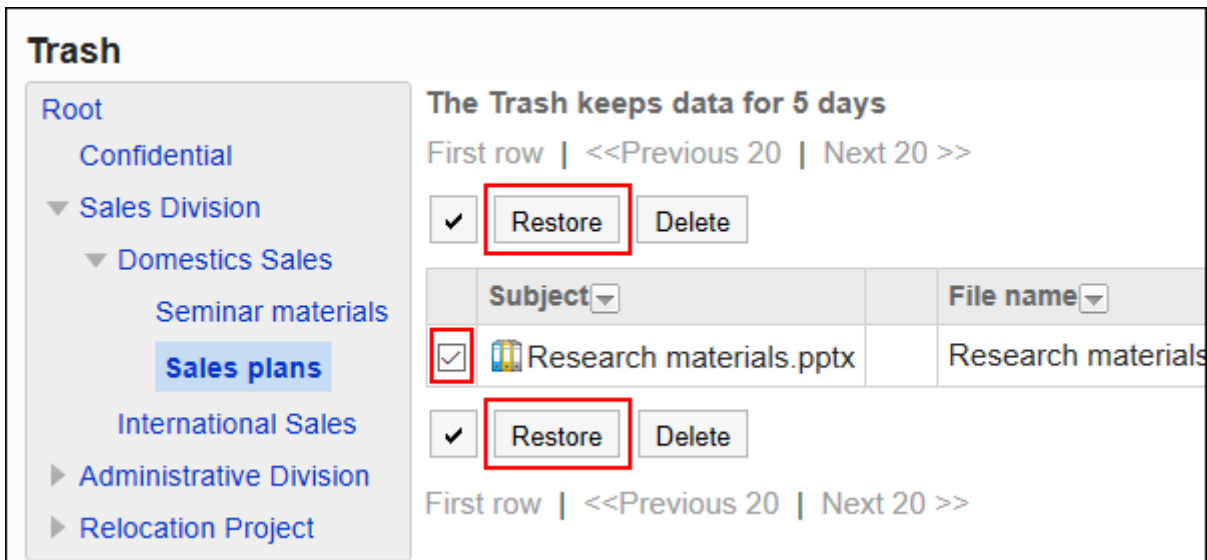 Trash
Root
Confidential
Sales Division
Domestics Sales
Seminar materials
Sales plans
International Sales
Administrative Division
Relocation Project
The Trash keeps data for 5 days
First row | <<Previous 20 | Next 20 >>
Restore Delete
Subject File name
Research materials.pptx Research materials
Restore Delete
First row | <<Previous 20 | Next 20 >>